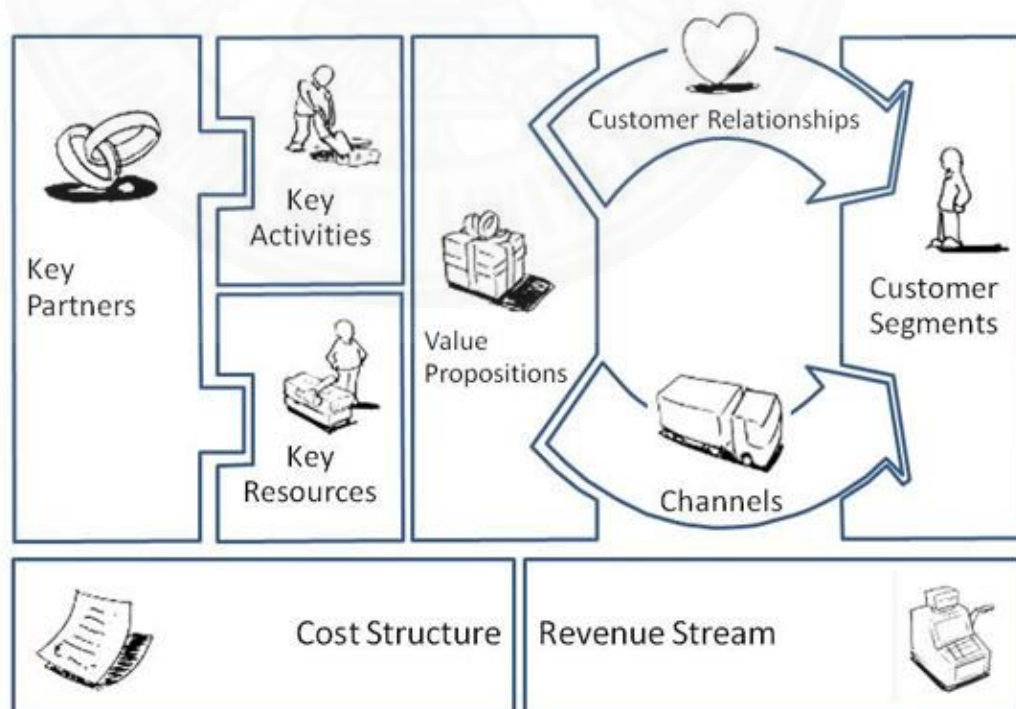 Key
Partners
Key
Activities
Key
Resources
Value
Propositions
Customer Relationships
Channels
Customer
Segments
Cost Structure
Revenue Stream